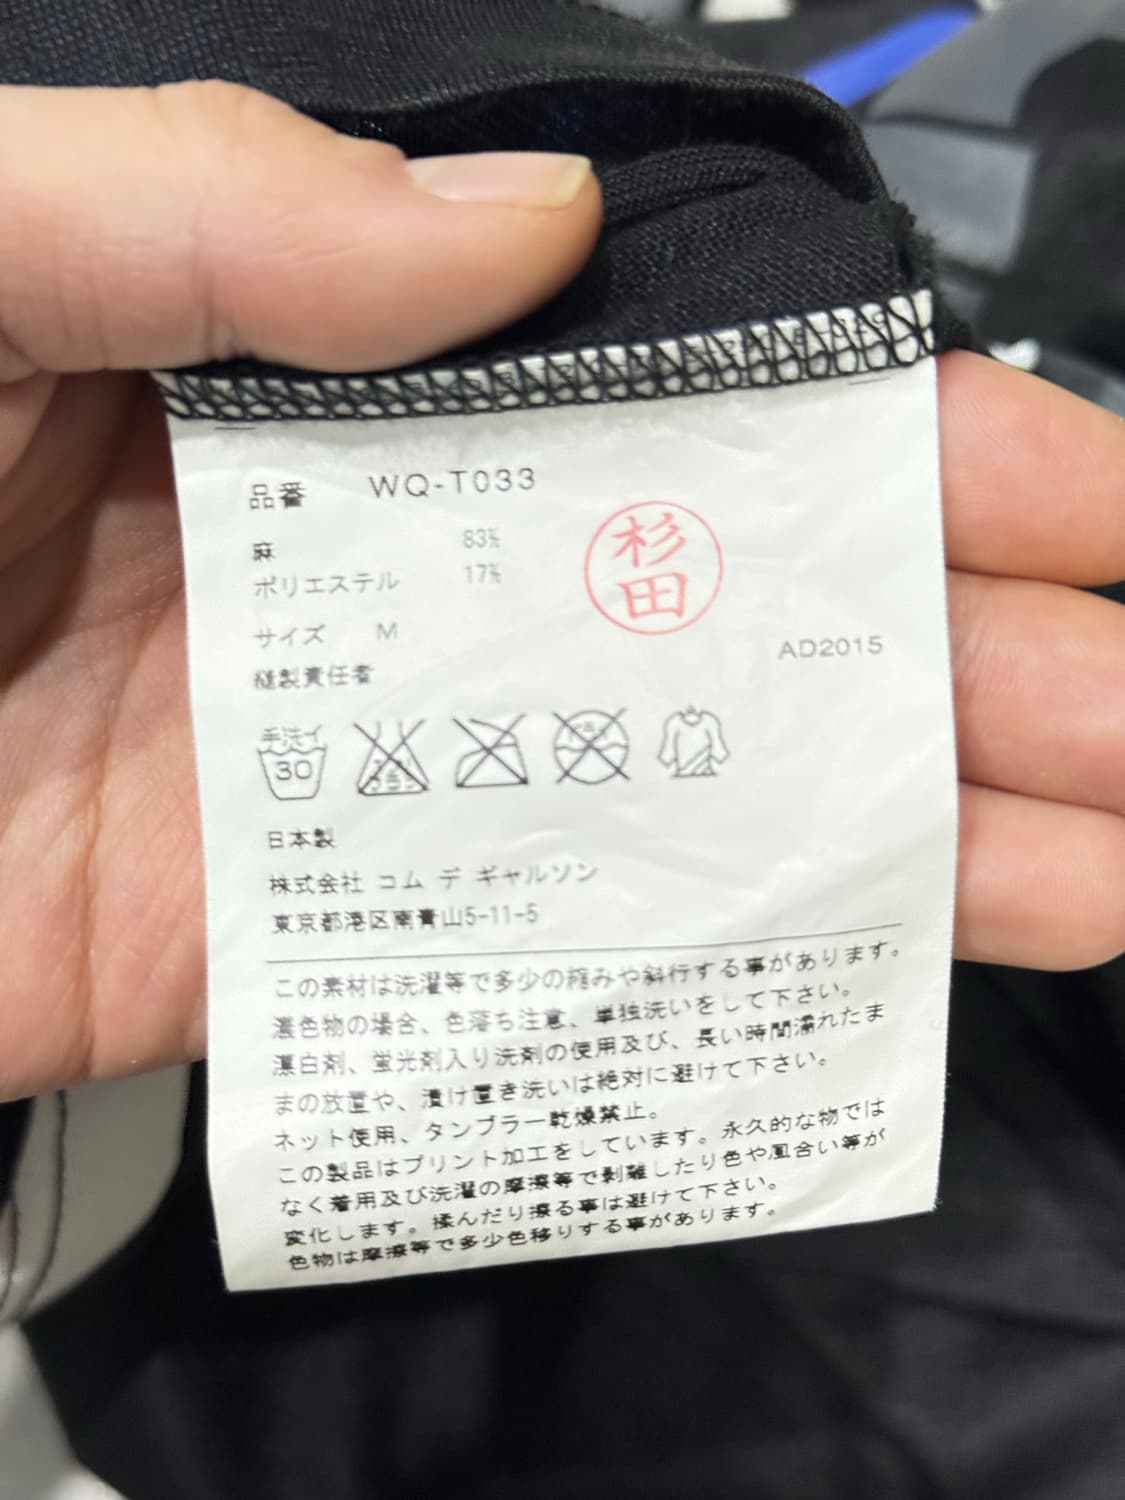 品番 WQ-T033
麻 83%
ポリエステル 17%
杉田
サイズ M
AD2015
縫製責任者
手洗イ
30
日本製
株式会社 コム デ ギャルソン
東京都港区南青山5-11-5
この素材は洗濯等で多少の縮みや斜行する事があります。
濃色物の場合、色落ち注意、単独洗いをして下さい。
漂白剤、蛍光剤入り洗剤の使用及び、長い時間濡れたま
まの放置や、漬け置き洗いは絶対に避けて下さい。
ネット使用、タンブラー乾燥禁止。
この製品はプリント加工をしています。永久的な物では
なく着用及び洗濯の摩擦等で剥離したり色や風合い等が
変化します。揉んだり擦る事は避けて下さい。
色物は摩擦等で多少色移りする事があります。